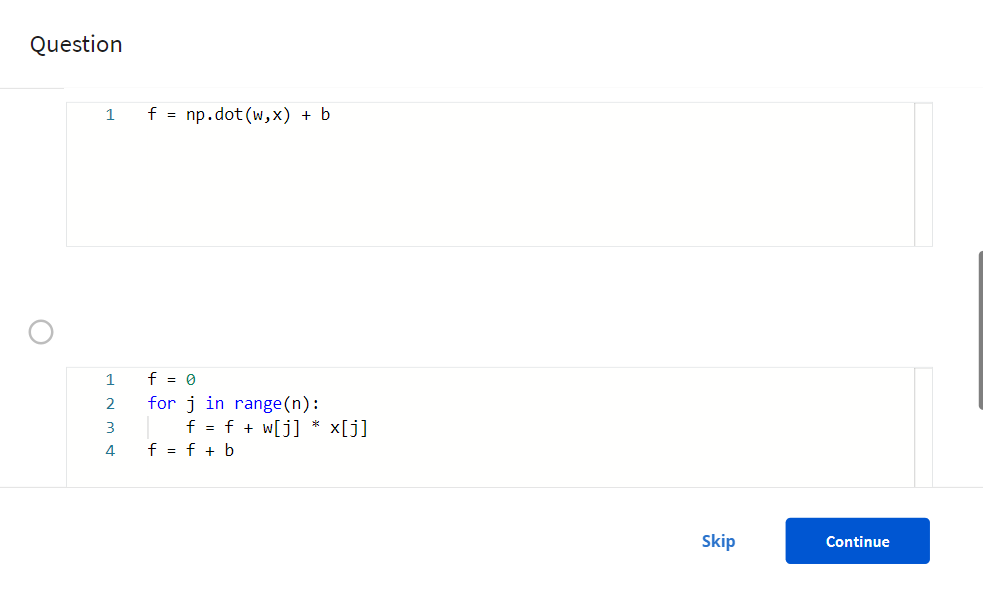 Question
1 f = np.dot(w,x) + b
1 f = 0
2 for j in range(n):
3     f = f + w[j] * x[j]
4 f = f + b
Skip Continue